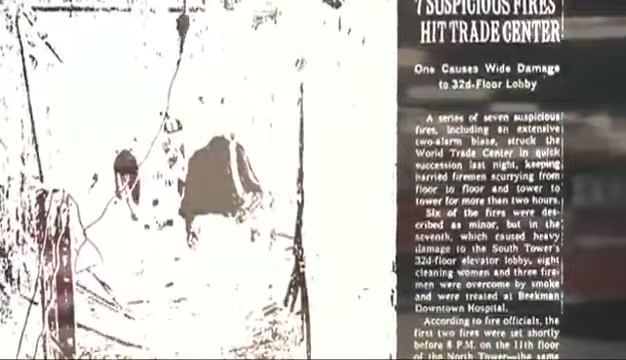 7 SUSPICIOUS FIRES
HIT TRADE CENTER
One Causes Wide Damage
to 32d-Floor Lobby
A series of seven suspicious
fires, including an extensive
two-alarm blaze, struck the
World Trade Center in quick
succession last night, keeping
harried firemen scurrying from
floor to floor and tower to
tower for more than two hours.
Six of the fires were des-
cribed as minor, but in the
seventh, which caused heavy
damage to the South Tower's
32d-floor elevator lobby, eight
cleaning women and three fire-
men were overcome by smoke
and were treated at Beekman
Downtown Hospital.
According to fire officials, the
first two fires were set shortly
before 8 P.M. on the 11th floor
of the North Tower—the same